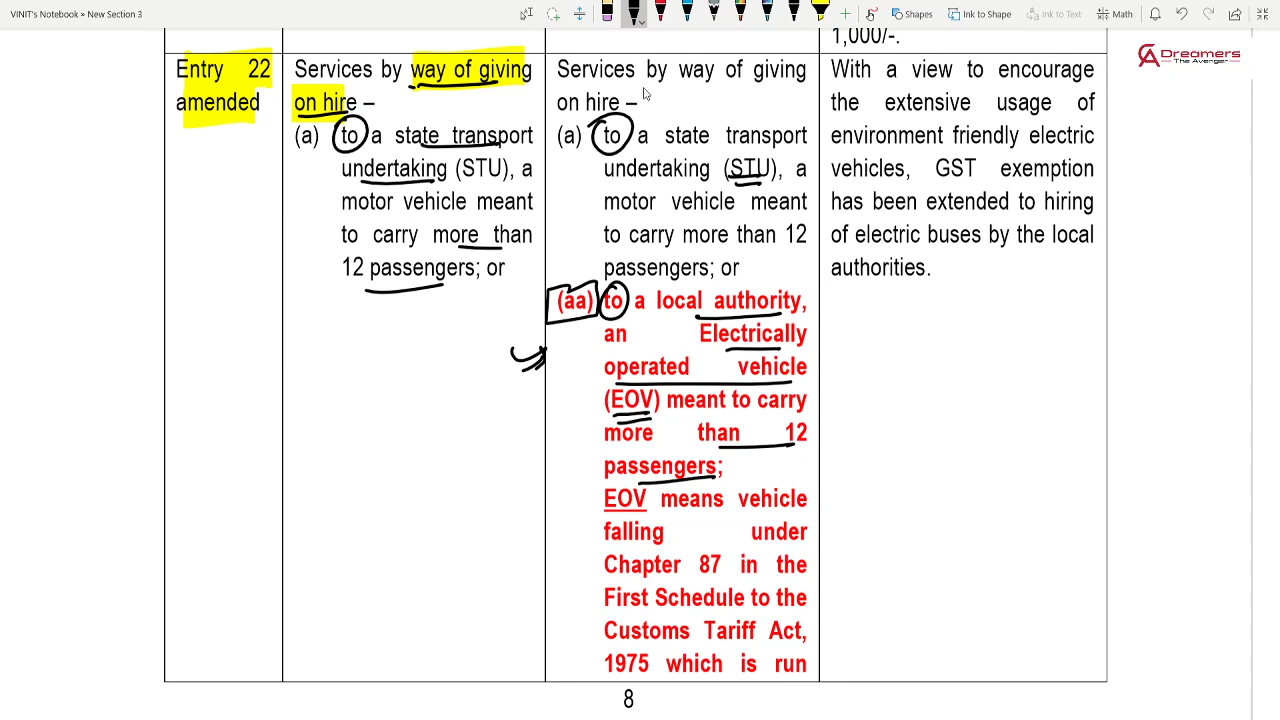 VINIT's Notebook » New Section 3
Shapes
Ink to Shape
Ink to Text
Math
Dreamers
The Avenger
1,000/-.
Entry 22
amended
Services by way of giving
on hire –
(a) to a state transport
undertaking (STU), a
motor vehicle meant
to carry more than
12 passengers; or
Services by way of giving
on hire –
(a) to a state transport
undertaking (STU), a
motor vehicle meant
to carry more than 12
passengers; or
(aa) to a local authority,
an Electrically
operated vehicle
(EOV) meant to carry
more than 12
passengers;
EOV means vehicle
falling under
Chapter 87 in the
First Schedule to the
Customs Tariff Act,
1975 which is run
With a view to encourage
the extensive usage of
environment friendly electric
vehicles, GST exemption
has been extended to hiring
of electric buses by the local
authorities.
8